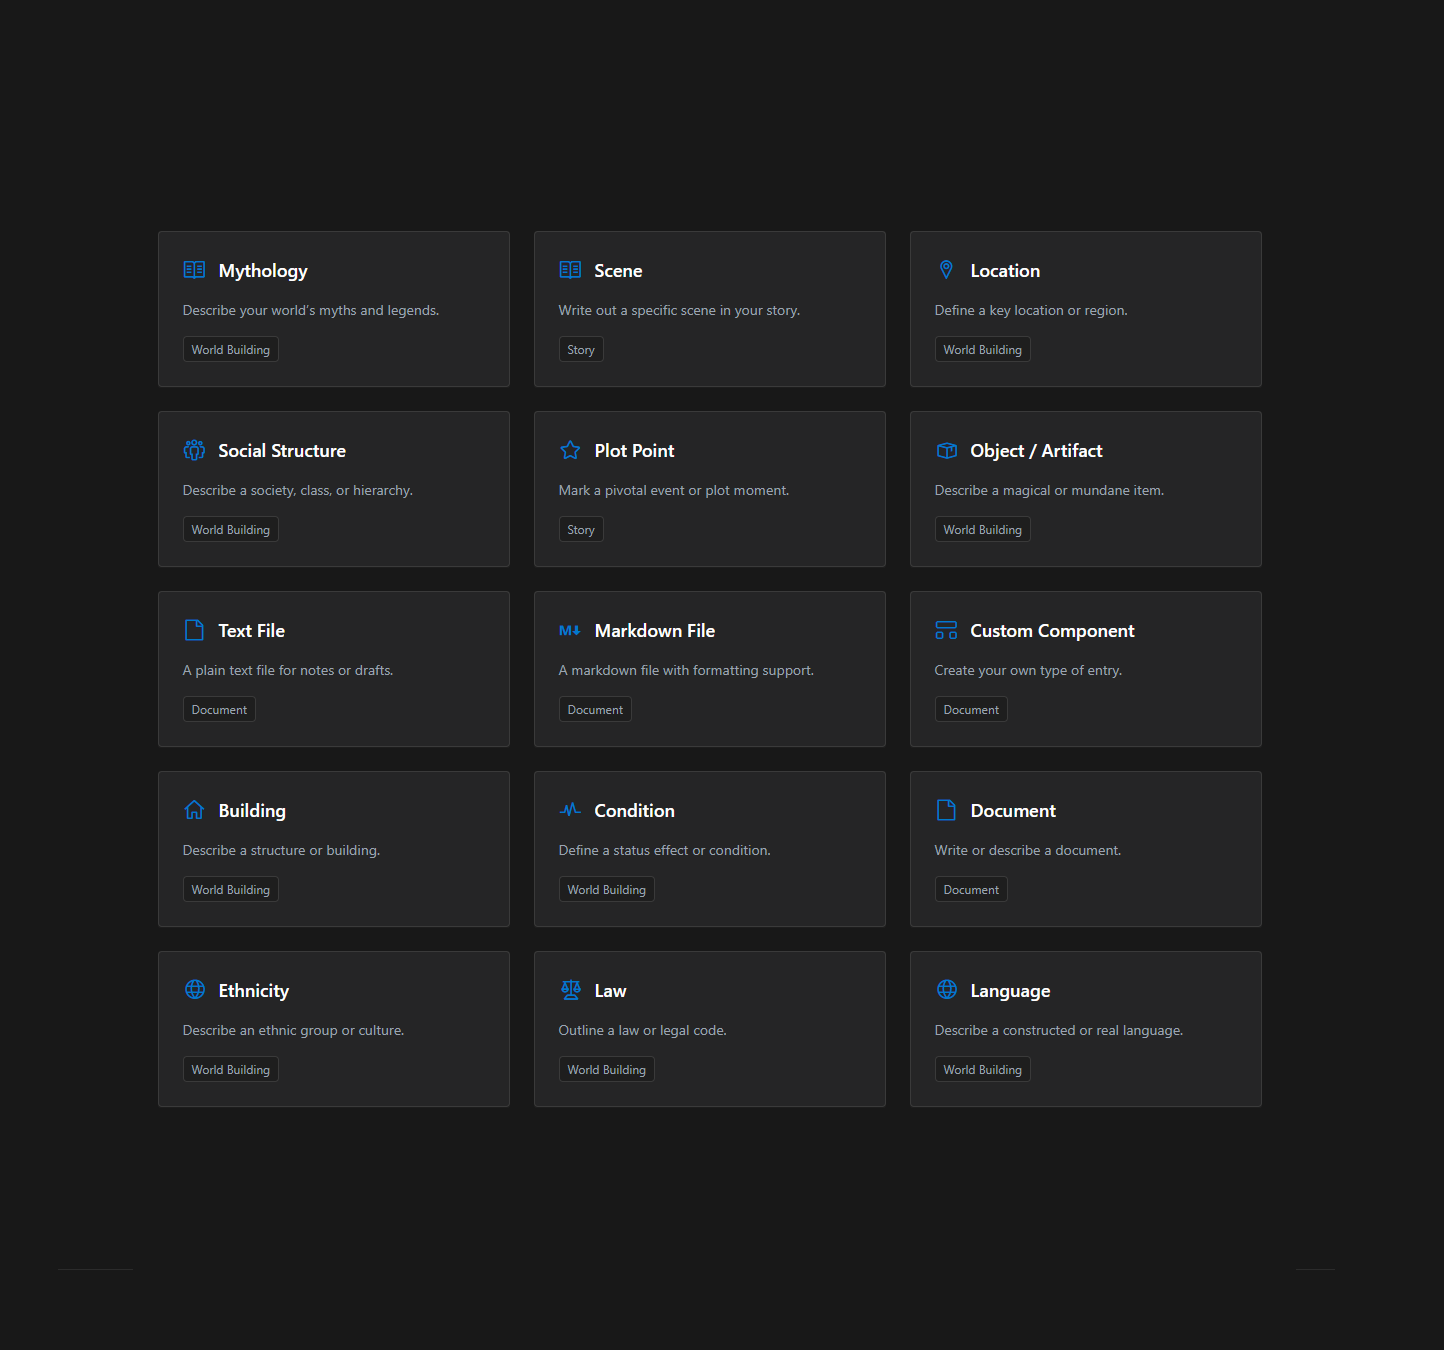 Mythology
Describe your world's myths and legends.
World Building
Scene
Write out a specific scene in your story.
Story
Location
Define a key location or region.
World Building
Social Structure
Describe a society, class, or hierarchy.
World Building
Plot Point
Mark a pivotal event or plot moment.
Story
Object / Artifact
Describe a magical or mundane item.
World Building
Text File
A plain text file for notes or drafts.
Document
M Markdown File
A markdown file with formatting support.
Document
Custom Component
Create your own type of entry.
Document
Building
Describe a structure or building.
World Building
Condition
Define a status effect or condition.
World Building
Document
Write or describe a document.
Document
Ethnicity
Describe an ethnic group or culture.
World Building
Law
Outline a law or legal code.
World Building
Language
Describe a constructed or real language.
World Building